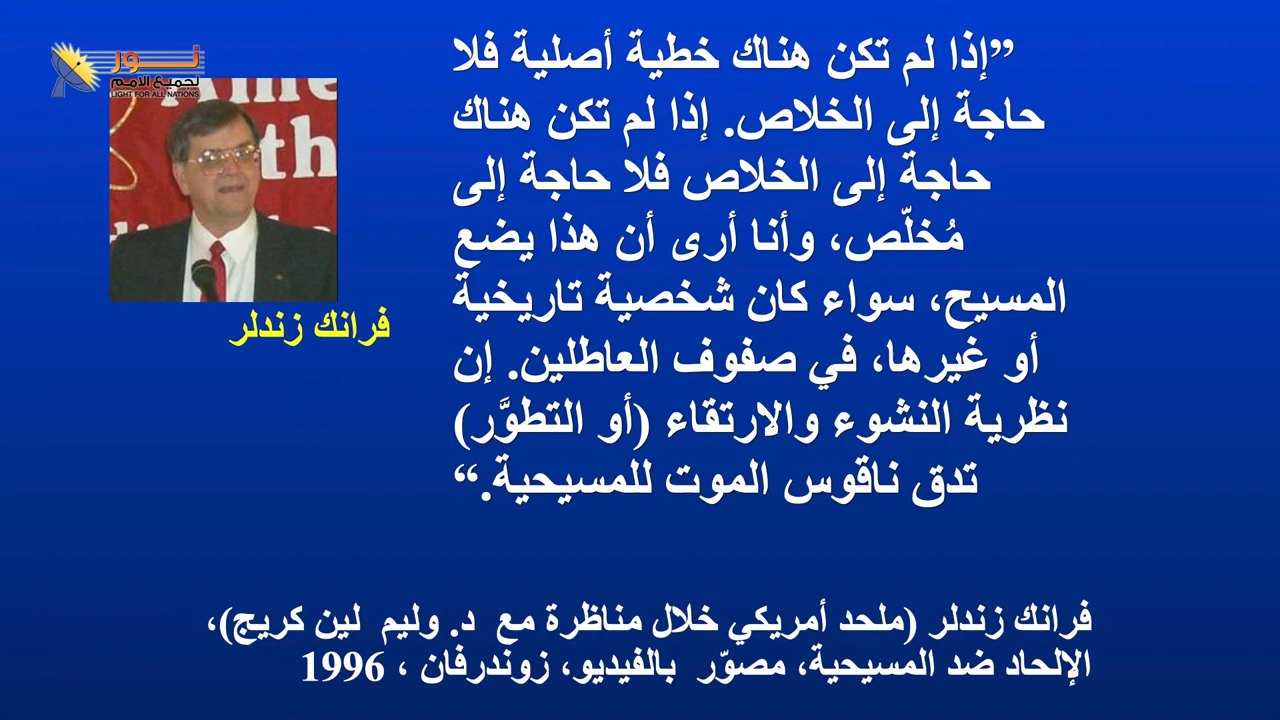 نـــور
لجميع الأمم
LIGHT FOR ALL NATIONS
”إذا لم تكن هناك خطية أصلية فلا
حاجة إلى الخلاص. إذا لم تكن هناك
حاجة إلى الخلاص فلا حاجة إلى
مُخلّص، وأنا أرى أن هذا يضع
المسيح، سواء كان شخصية تاريخية
أو غيرها، في صفوف العاطلين. إن
نظرية النشوء والارتقاء (أو التطوَّر)
تدق ناقوس الموت للمسيحية.“
فرانك زندلر
فرانك زندلر (ملحد أمريكي خلال مناظرة مع د. وليم لين كريج)،
الإلحاد ضد المسيحية، مصوّر بالفيديو، زوندرفان ، 1996